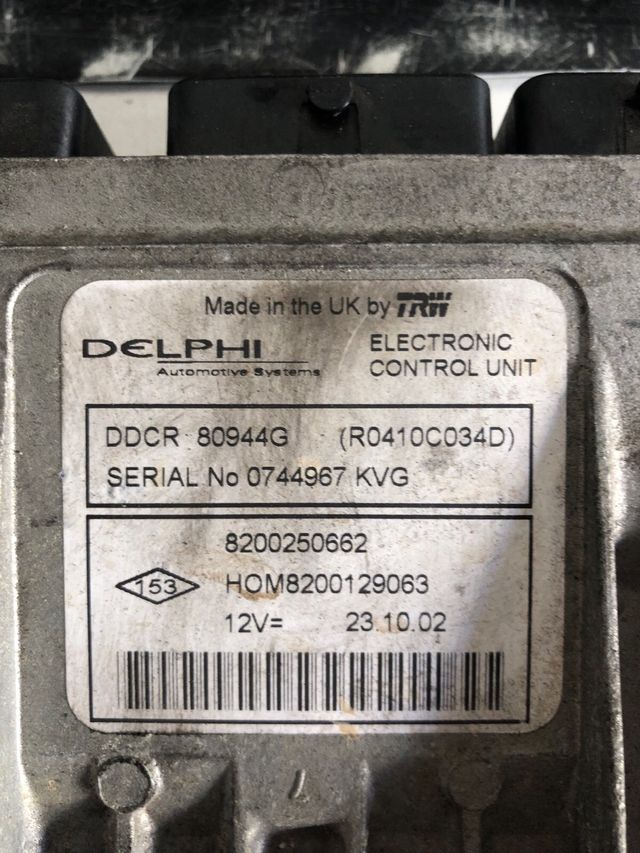 Made in the UK by TRW
DELPHI
Automotive Systems
ELECTRONIC
CONTROL UNIT
DDCR 80944G (R0410C034D)
SERIAL No 0744967 KVG
8200250662
153
HOM8200129063
12V= 23.10.02